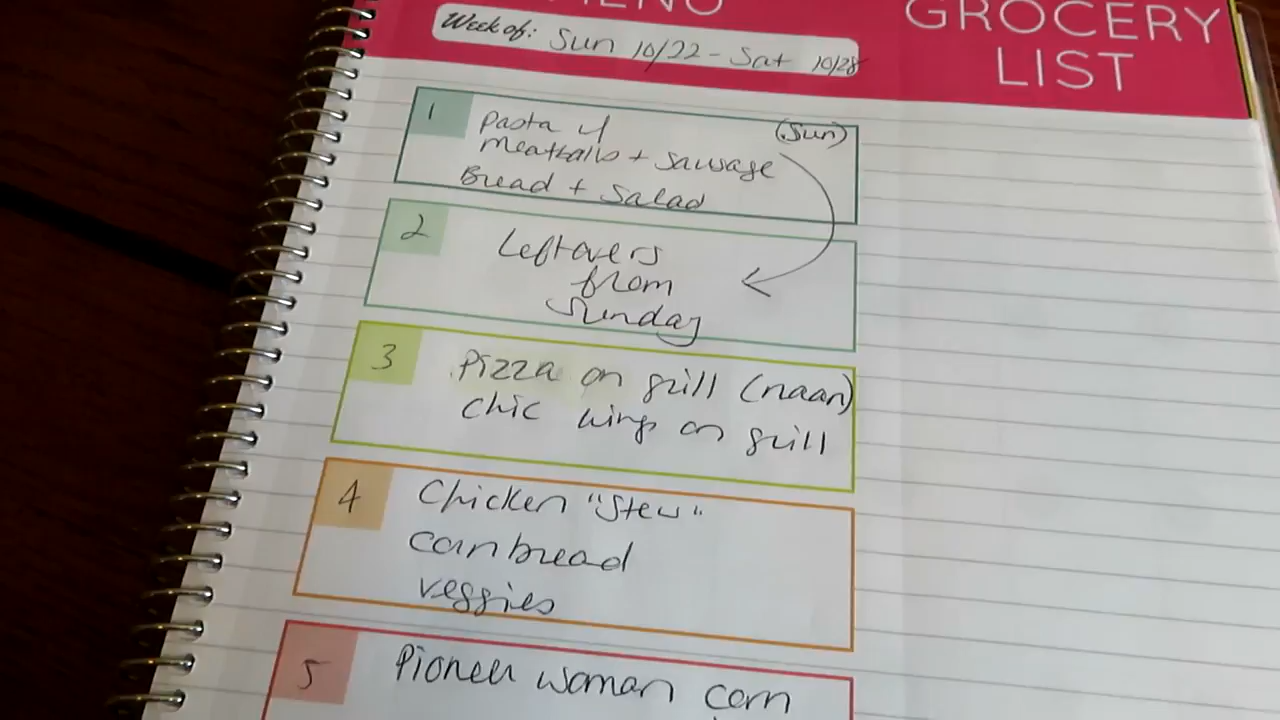 GROCERY
LIST
Week of: Sun 10/22 - Sat 10/28
1 Pasta w/ (Sun)
meatballs + sausage
Bread + Salad
2 Leftovers
from
Sunday
3 Pizza on grill (naan)
chic wings on grill
4 Chicken "Stew"
cornbread
veggies
5 Pioneer woman corn